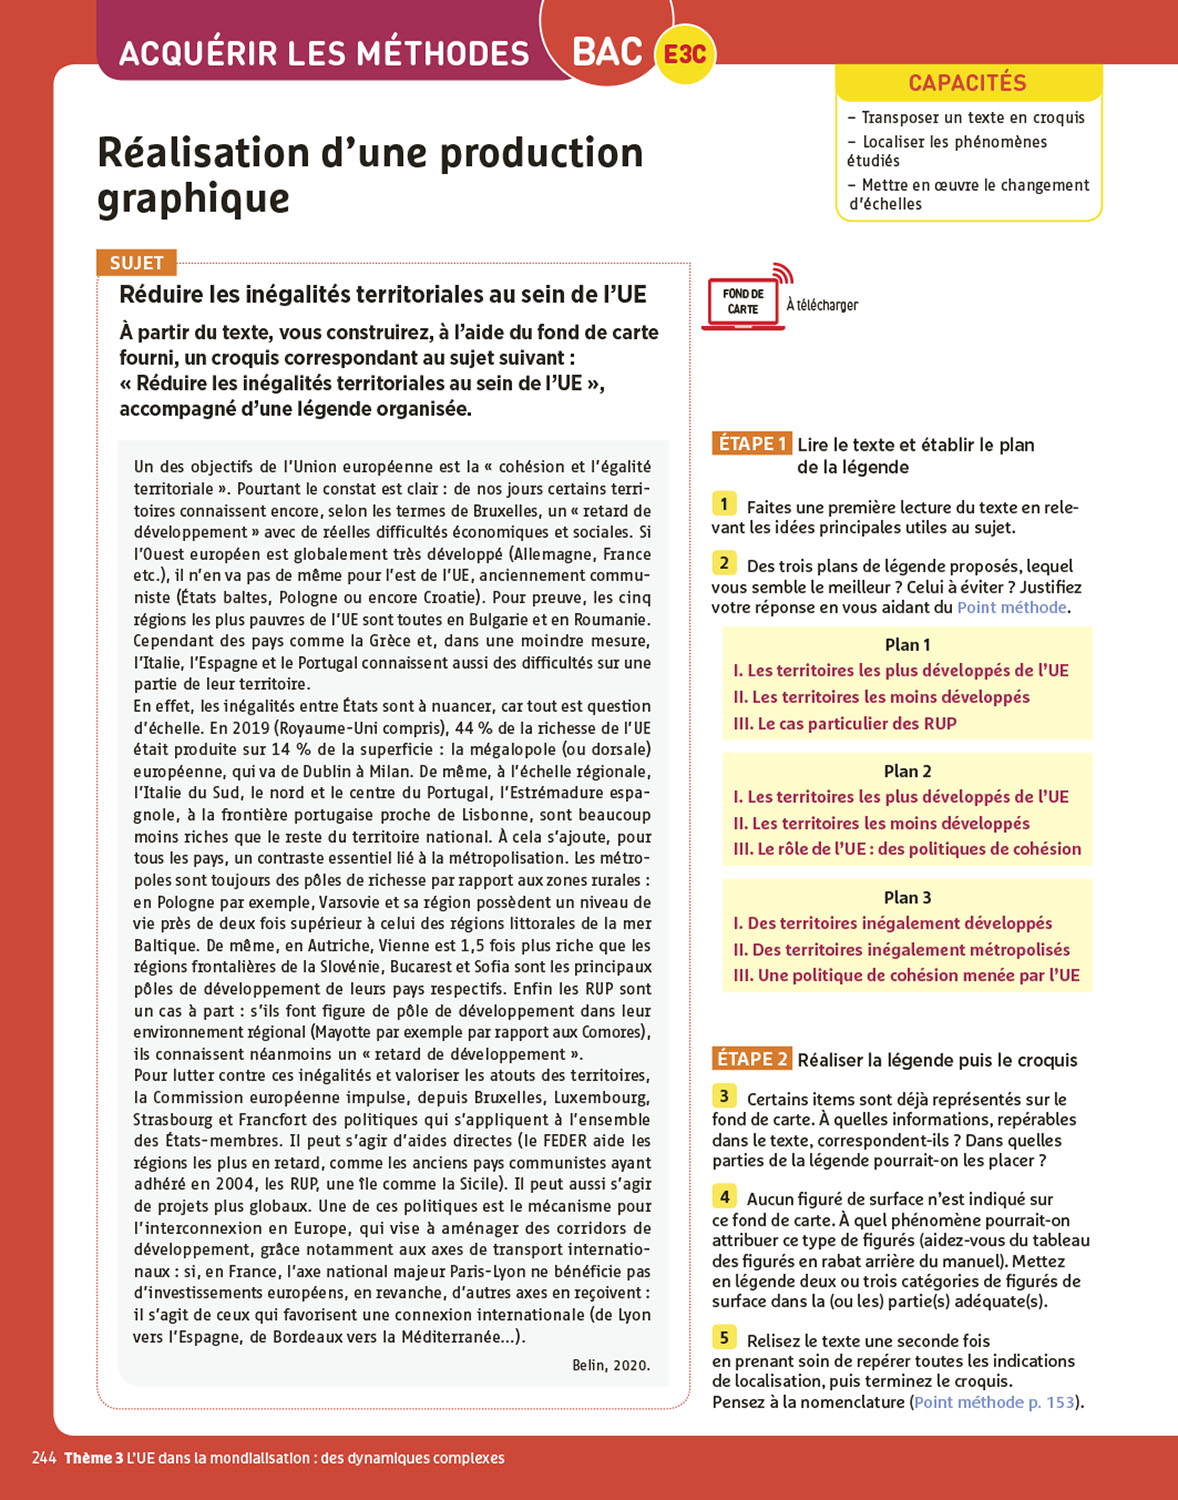 ACQUÉRIR LES MÉTHODES BAC E3C
CAPACITÉS
– Transposer un texte en croquis
– Localiser les phénomènes
étudiés
– Mettre en œuvre le changement
d'échelles
Réalisation d'une production
graphique
SUJET
Réduire les inégalités territoriales au sein de l'UE
À partir du texte, vous construirez, à l'aide du fond de carte
fourni, un croquis correspondant au sujet suivant :
« Réduire les inégalités territoriales au sein de l'UE »,
accompagné d'une légende organisée.
Un des objectifs de l'Union européenne est la « cohésion et l'égalité
territoriale ». Pourtant le constat est clair : de nos jours certains terri-
toires connaissent encore, selon les termes de Bruxelles, un « retard de
développement » avec de réelles difficultés économiques et sociales. Si
l'Ouest européen est globalement très développé (Allemagne, France
etc.), il n'en va pas de même pour l'est de l'UE, anciennement commu-
niste (États baltes, Pologne ou encore Croatie). Pour preuve, les cinq
régions les plus pauvres de l'UE sont toutes en Bulgarie et en Roumanie.
Cependant des pays comme la Grèce et, dans une moindre mesure,
l'Italie, l'Espagne et le Portugal connaissent aussi des difficultés sur une
partie de leur territoire.
En effet, les inégalités entre États sont à nuancer, car tout est question
d'échelle. En 2019 (Royaume-Uni compris), 44 % de la richesse de l'UE
était produite sur 14 % de la superficie : la mégalopole (ou dorsale)
européenne, qui va de Dublin à Milan. De même, à l'échelle régionale,
l'Italie du Sud, le nord et le centre du Portugal, l'Estrémadure espa-
gnole, à la frontière portugaise proche de Lisbonne, sont beaucoup
moins riches que le reste du territoire national. À cela s'ajoute, pour
tous les pays, un contraste essentiel lié à la métropolisation. Les métro-
poles sont toujours des pôles de richesse par rapport aux zones rurales :
en Pologne par exemple, Varsovie et sa région possèdent un niveau de
vie près de deux fois supérieur à celui des régions littorales de la mer
Baltique. De même, en Autriche, Vienne est 1,5 fois plus riche que les
régions frontalières de la Slovénie, Bucarest et Sofia sont les principaux
pôles de développement de leurs pays respectifs. Enfin les RUP sont
un cas à part : s'ils font figure de pôle de développement dans leur
environnement régional (Mayotte par exemple par rapport aux Comores),
ils connaissent néanmoins un « retard de développement ».
Pour lutter contre ces inégalités et valoriser les atouts des territoires,
la Commission européenne impulse, depuis Bruxelles, Luxembourg,
Strasbourg et Francfort des politiques qui s'appliquent à l'ensemble
des États-membres. Il peut s'agir d'aides directes (le FEDER aide les
régions les plus en retard, comme les anciens pays communistes ayant
adhéré en 2004, les RUP, une île comme la Sicile). Il peut aussi s'agir
de projets plus globaux. Une de ces politiques est le mécanisme pour
l'interconnexion en Europe, qui vise à aménager des corridors de
développement, grâce notamment aux axes de transport internatio-
naux : si, en France, l'axe national majeur Paris-Lyon ne bénéficie pas
d'investissements européens, en revanche, d'autres axes en reçoivent :
il s'agit de ceux qui favorisent une connexion internationale (de Lyon
vers l'Espagne, de Bordeaux vers la Méditerranée...).
Belin, 2020.
FOND DE
CARTE
À télécharger
ÉTAPE 1 Lire le texte et établir le plan
de la légende
1 Faites une première lecture du texte en rele-
vant les idées principales utiles au sujet.
2 Des trois plans de légende proposés, lequel
vous semble le meilleur ? Celui à éviter ? Justifiez
votre réponse en vous aidant du Point méthode.
Plan 1
I. Les territoires les plus développés de l'UE
II. Les territoires les moins développés
III. Le cas particulier des RUP
Plan 2
I. Les territoires les plus développés de l'UE
II. Les territoires les moins développés
III. Le rôle de l'UE : des politiques de cohésion
Plan 3
I. Des territoires inégalement développés
II. Des territoires inégalement métropolisés
III. Une politique de cohésion menée par l'UE
ÉTAPE 2 Réaliser la légende puis le croquis
3 Certains items sont déjà représentés sur le
fond de carte. À quelles informations, repérables
dans le texte, correspondent-ils ? Dans quelles
parties de la légende pourrait-on les placer ?
4 Aucun figuré de surface n'est indiqué sur
ce fond de carte. À quel phénomène pourrait-on
attribuer ce type de figurés (aidez-vous du tableau
des figurés en rabat arrière du manuel). Mettez
en légende deux ou trois catégories de figurés de
surface dans la (ou les) partie(s) adéquate(s).
5 Relisez le texte une seconde fois
en prenant soin de repérer toutes les indications
de localisation, puis terminez le croquis.
Pensez à la nomenclature (Point méthode p. 153).
244 Thème 3 L'UE dans la mondialisation : des dynamiques complexes